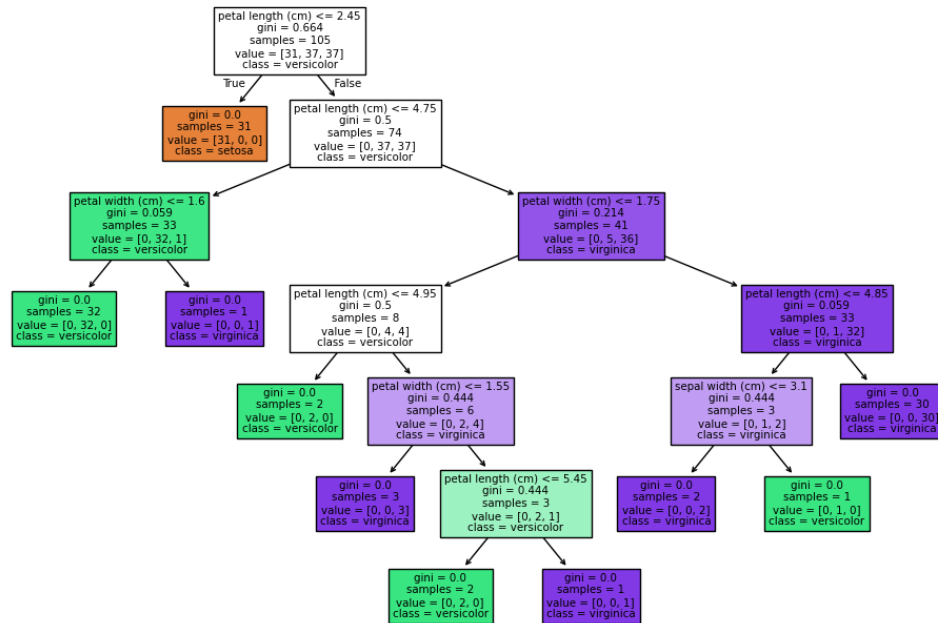 petal length (cm) <= 2.45
gini = 0.664
samples = 105
value = [31, 37, 37]
class = versicolor
True
False
gini = 0.0
samples = 31
value = [31, 0, 0]
class = setosa
petal length (cm) <= 4.75
gini = 0.5
samples = 74
value = [0, 37, 37]
class = versicolor
petal width (cm) <= 1.6
gini = 0.059
samples = 33
value = [0, 32, 1]
class = versicolor
petal width (cm) <= 1.75
gini = 0.214
samples = 41
value = [0, 5, 36]
class = virginica
gini = 0.0
samples = 32
value = [0, 32, 0]
class = versicolor
gini = 0.0
samples = 1
value = [0, 0, 1]
class = virginica
petal length (cm) <= 4.95
gini = 0.5
samples = 8
value = [0, 4, 4]
class = versicolor
petal length (cm) <= 4.85
gini = 0.059
samples = 33
value = [0, 1, 32]
class = virginica
gini = 0.0
samples = 2
value = [0, 2, 0]
class = versicolor
petal width (cm) <= 1.55
gini = 0.444
samples = 6
value = [0, 2, 4]
class = virginica
sepal width (cm) <= 3.1
gini = 0.444
samples = 3
value = [0, 1, 2]
class = virginica
gini = 0.0
samples = 30
value = [0, 0, 30]
class = virginica
gini = 0.0
samples = 3
value = [0, 0, 3]
class = virginica
petal length (cm) <= 5.45
gini = 0.444
samples = 3
value = [0, 2, 1]
class = versicolor
gini = 0.0
samples = 2
value = [0, 0, 2]
class = virginica
gini = 0.0
samples = 1
value = [0, 1, 0]
class = versicolor
gini = 0.0
samples = 2
value = [0, 2, 0]
class = versicolor
gini = 0.0
samples = 1
value = [0, 0, 1]
class = virginica